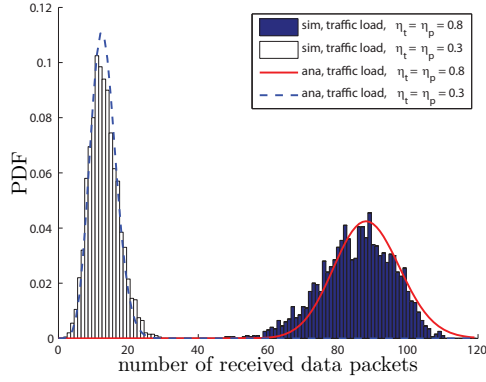 sim, traffic load, η_t = η_p = 0.8
sim, traffic load, η_t = η_p = 0.3
ana, traffic load, η_t = η_p = 0.8
ana, traffic load, η_t = η_p = 0.3
0.12
0.1
0.08
0.06
0.04
0.02
0
PDF
0 20 40 60 80 100 120
number of received data packets